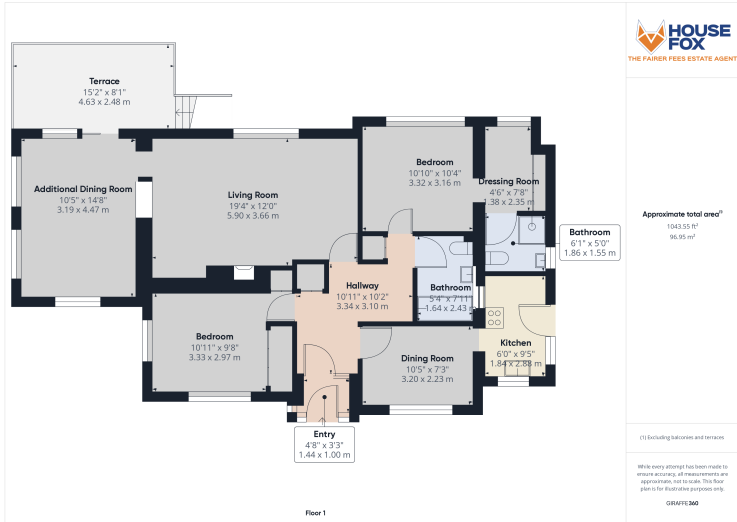 Terrace
15'2" x 8'1"
4.63 x 2.48 m
Additional Dining Room
10'5" x 14'8"
3.19 x 4.47 m
Living Room
19'4" x 12'0"
5.90 x 3.66 m
Bedroom
10'10" x 10'4"
3.32 x 3.16 m
Dressing Room
4'6" x 7'8"
1.38 x 2.35 m
Bathroom
6'1" x 5'0"
1.86 x 1.55 m
Hallway
10'11" x 10'2"
3.34 x 3.10 m
Bathroom
5'4" x 7'11"
1.64 x 2.43 m
Bedroom
10'11" x 9'8"
3.33 x 2.97 m
Dining Room
10'5" x 7'3"
3.20 x 2.23 m
Kitchen
6'0" x 9'5"
1.84 x 2.88 m
Entry
4'8" x 3'3"
1.44 x 1.00 m
Floor 1
HOUSE
FOX
THE FAIRER FEES ESTATE AGENT
Approximate total area(1)
1043.55 ft²
96.95 m²
(1) Excluding balconies and terraces
While every attempt has been made to
ensure accuracy, all measurements are
approximate, not to scale. This floor
plan is for illustrative purposes only.
GIRAFFE360